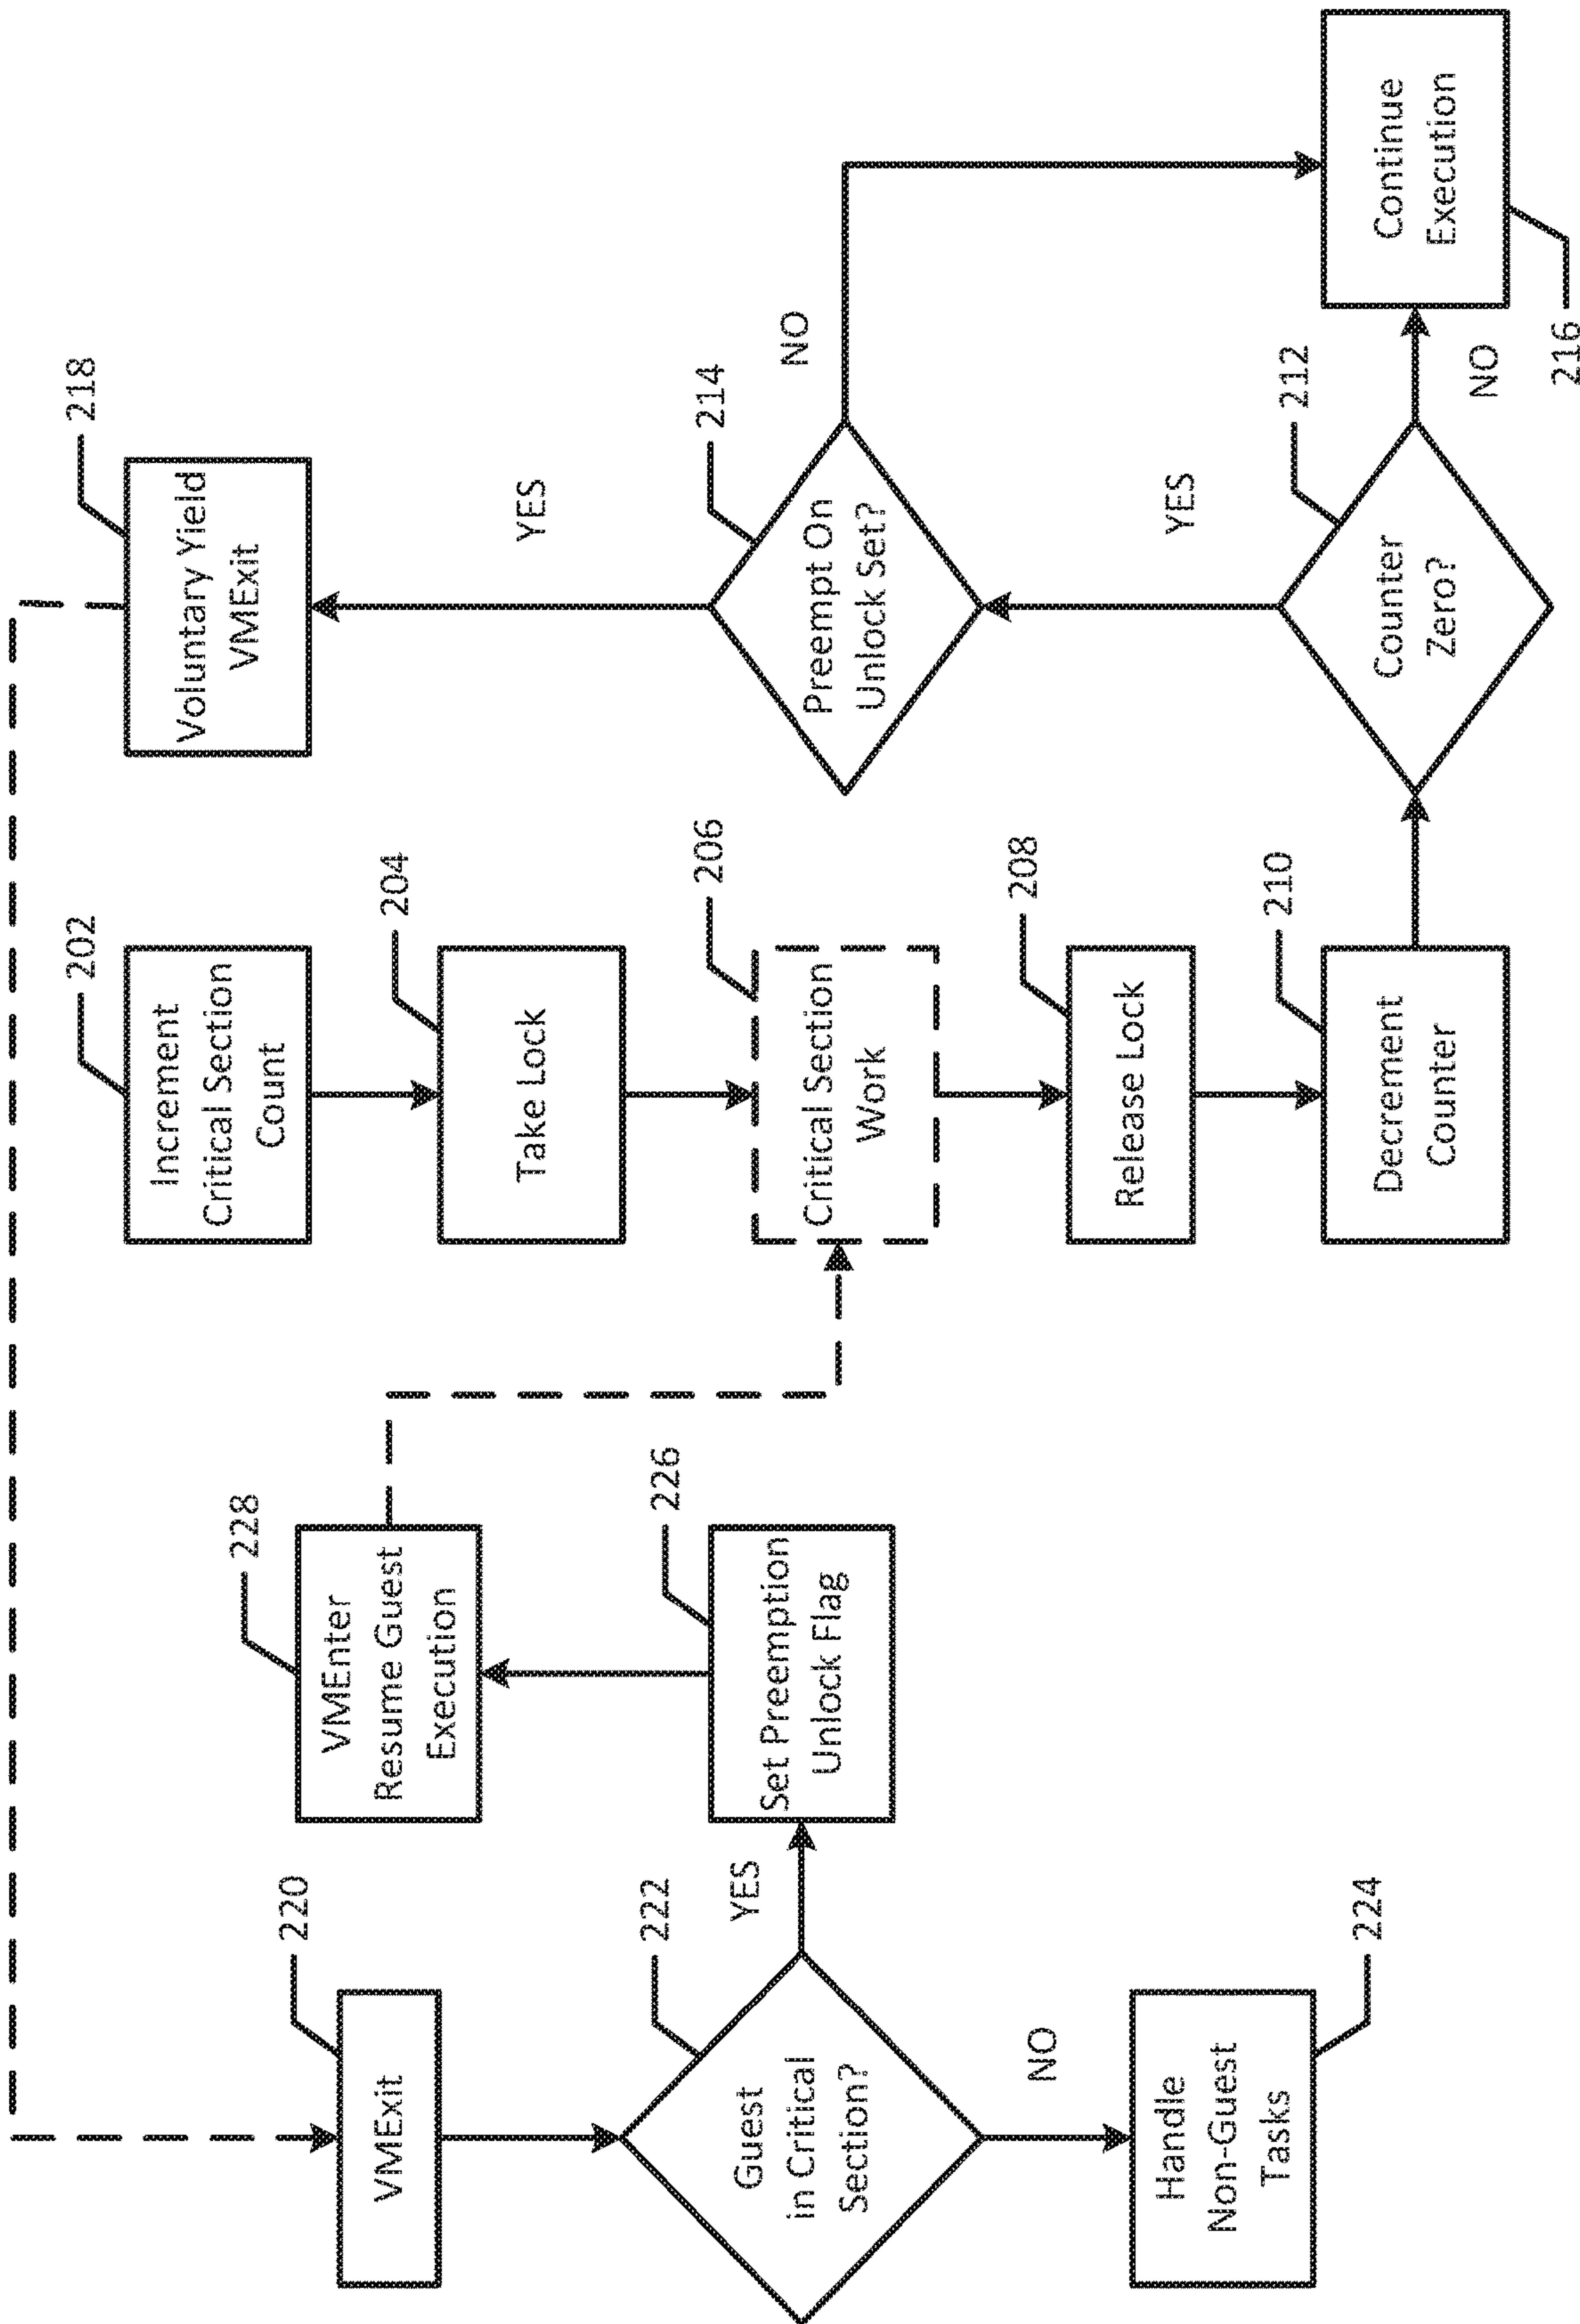 220
VMExit
222
Guest
in Critical
Section?
YES
NO
Handle
Non-Guest
Tasks
224
228
VMEnter
Resume Guest
Execution
226
Set Preemption
Unlock Flag
202
Increment
Critical Section
Count
204
Take Lock
206
Critical Section
Work
208
Release Lock
210
Decrement
Counter
218
Voluntary Yield
VMExit
YES
214
Preempt On
Unlock Set?
NO
YES
212
Counter
Zero?
NO
Continue
Execution
216